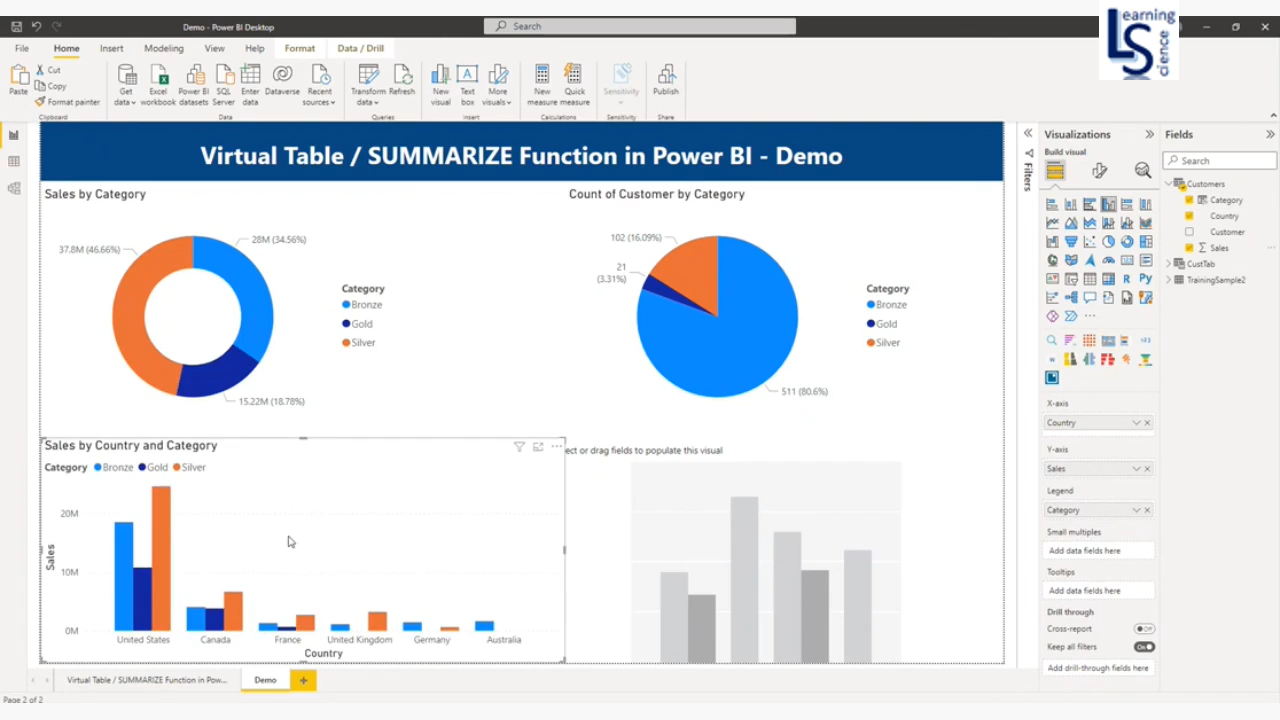 Learning
Science
Demo - Power BI Desktop
Search
File Home Insert Modeling View Help Format Data / Drill
Paste
Cut
Copy
Format painter
Clipboard
Get data
Excel workbook
Power BI datasets
SQL Server
Enter data
Dataverse
Recent sources
Data
Transform data
Refresh
Queries
New visual
Text box
More visuals
Insert
New measure
Quick measure
Calculations
Sensitivity
Sensitivity
Publish
Share
Virtual Table / SUMMARIZE Function in Power BI - Demo
Sales by Category
37.8M (46.66%)
28M (34.56%)
15.22M (18.78%)
Category
Bronze
Gold
Silver
Count of Customer by Category
102 (16.09%)
21
(3.31%)
511 (80.6%)
Category
Bronze
Gold
Silver
Sales by Country and Category
Category Bronze Gold Silver
20M
10M
0M
Sales
United States Canada France United Kingdom Germany Australia
Country
ect or drag fields to populate this visual
Filters
Visualizations
Build visual
R Py
123
X-axis
Country
Y-axis
Sales
Legend
Category
Small multiples
Add data fields here
Tooltips
Add data fields here
Drill through
Cross-report Off
Keep all filters On
Add drill-through fields here
Fields
Search
Customers
Category
Country
Customer
Σ Sales
CustTab
TrainingSample2
Virtual Table / SUMMARIZE Function in Pow...
Demo
Page 2 of 2